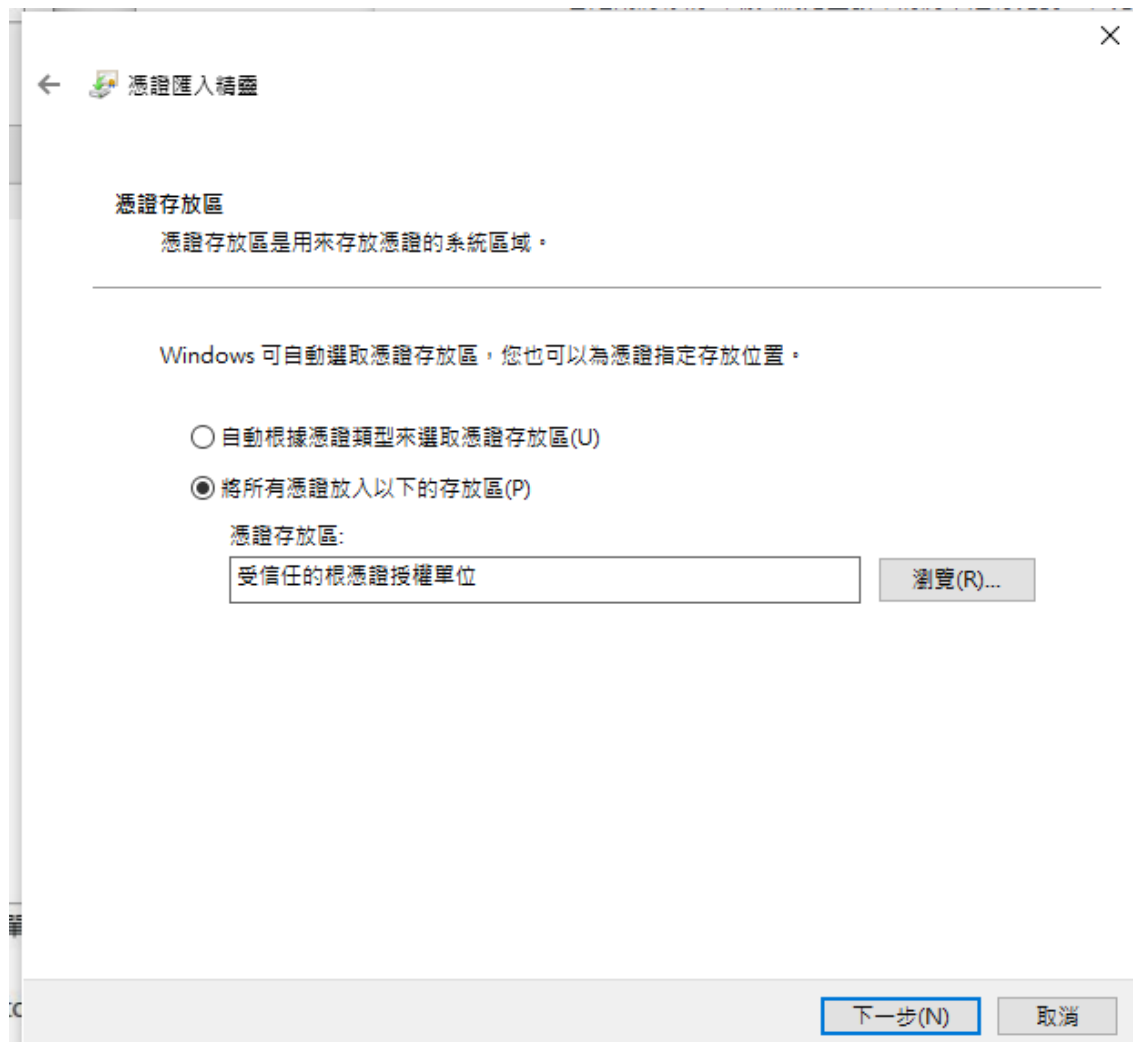 憑證匯入精靈
憑證存放區
憑證存放區是用來存放憑證的系統區域。
Windows 可自動選取憑證存放區，您也可以為憑證指定存放位置。
自動根據憑證類型來選取憑證存放區(U)
將所有憑證放入以下的存放區(P)
憑證存放區:
受信任的根憑證授權單位
瀏覽(R)...
下一步(N)
取消